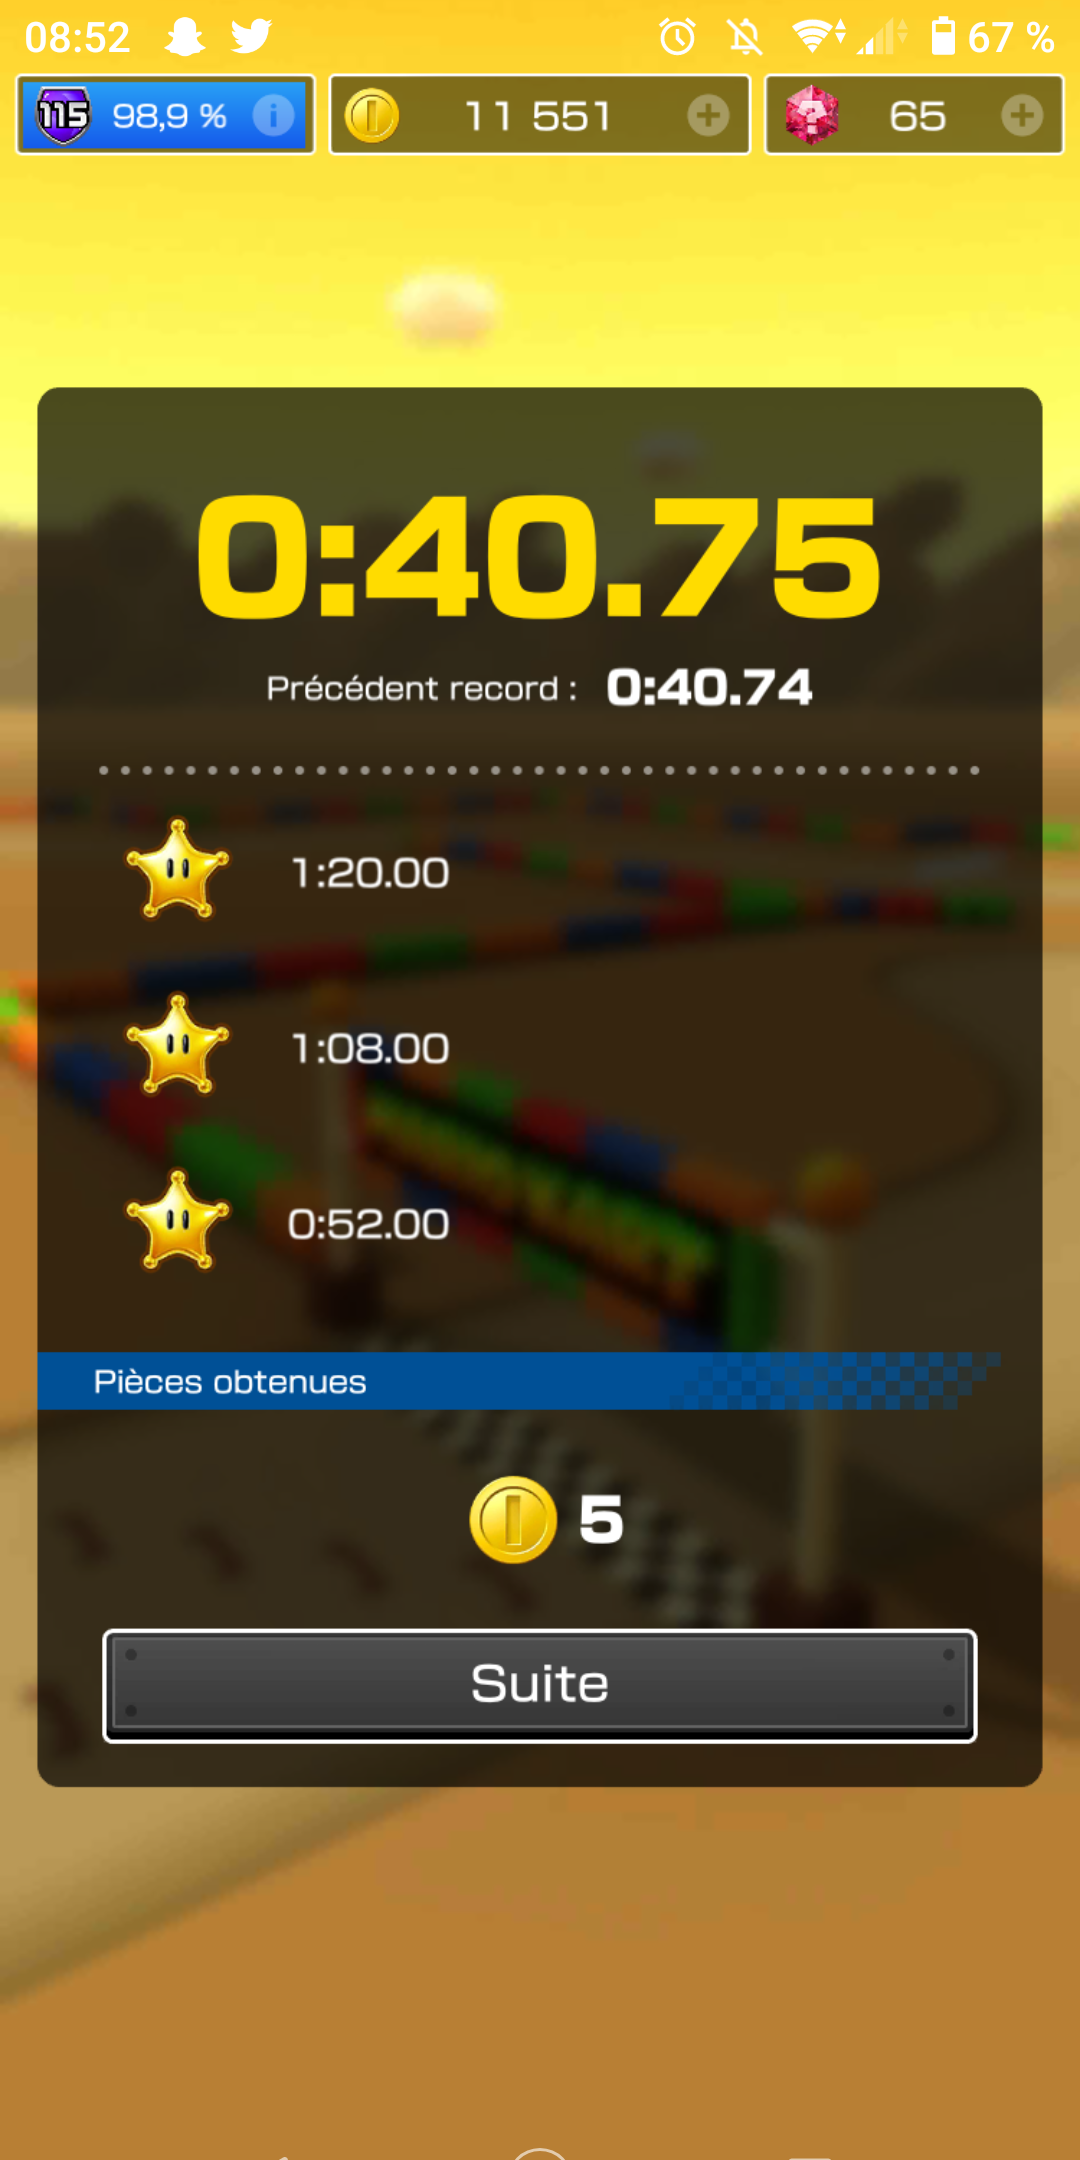 08:52 67 %
115 98,9 % 11 551 65
0:40.75
Précédent record : 0:40.74
1:20.00
1:08.00
0:52.00
Pièces obtenues
5
Suite